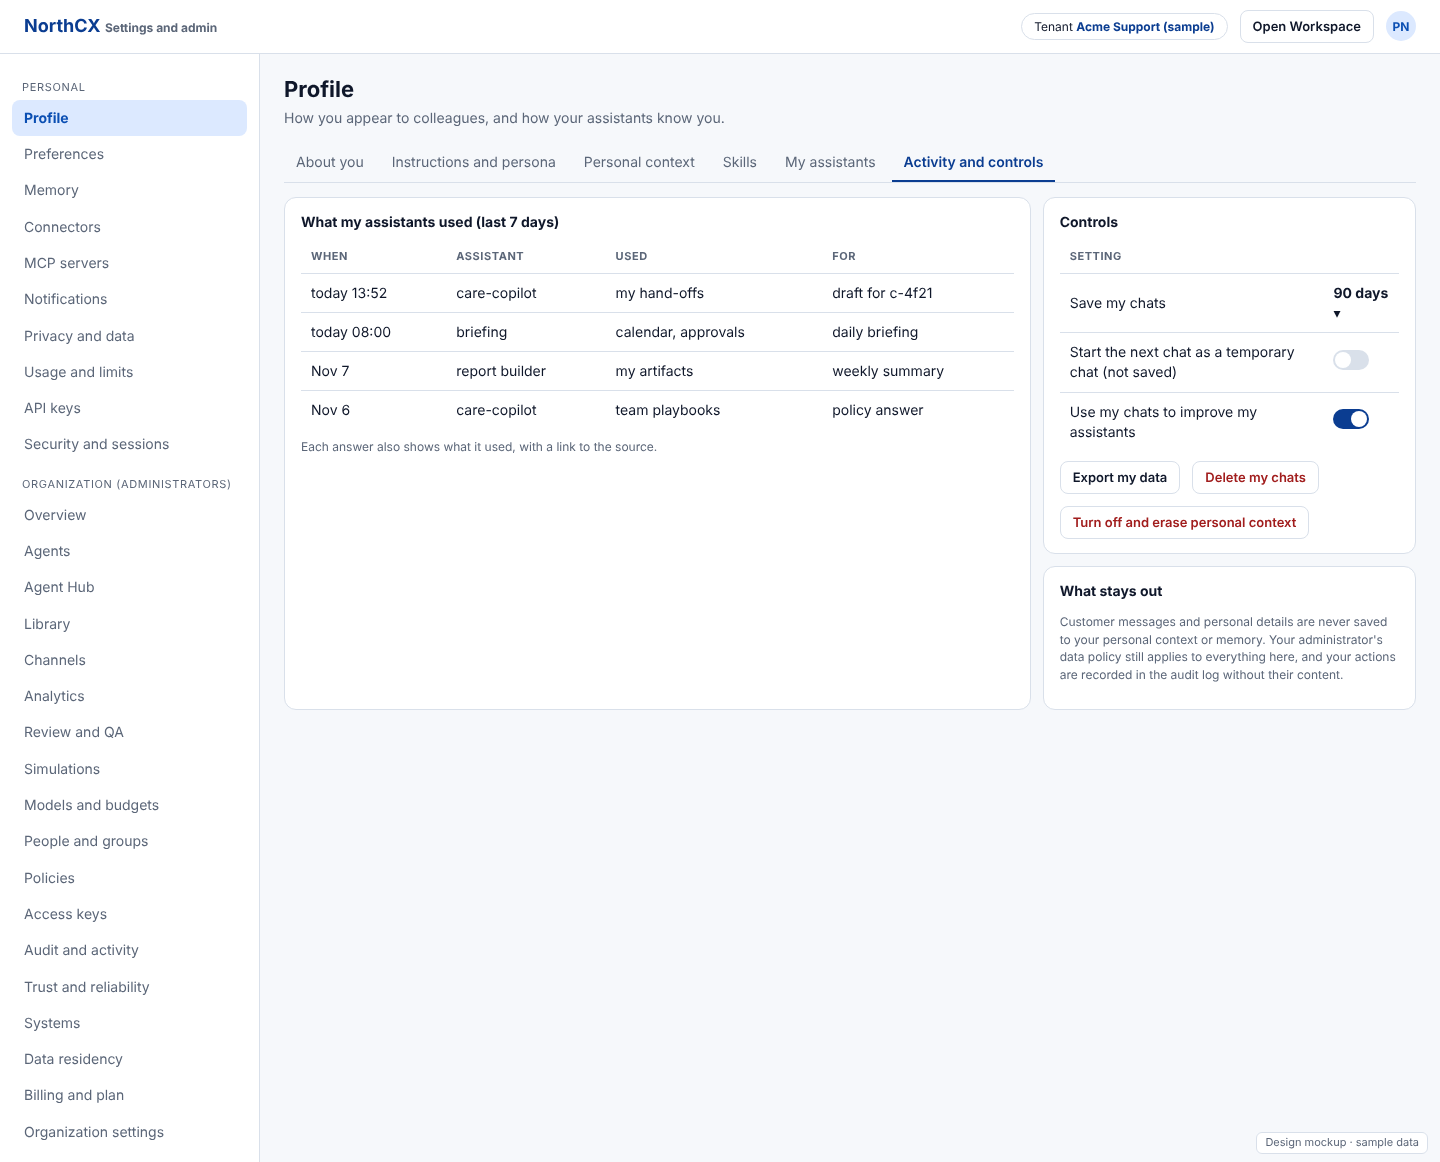 NorthCX Settings and admin
Tenant Acme Support (sample)
Open Workspace
PN
PERSONAL
Profile
Preferences
Memory
Connectors
MCP servers
Notifications
Privacy and data
Usage and limits
API keys
Security and sessions
ORGANIZATION (ADMINISTRATORS)
Overview
Agents
Agent Hub
Library
Channels
Analytics
Review and QA
Simulations
Models and budgets
People and groups
Policies
Access keys
Audit and activity
Trust and reliability
Systems
Data residency
Billing and plan
Organization settings
Profile
How you appear to colleagues, and how your assistants know you.
About you Instructions and persona Personal context Skills My assistants Activity and controls
What my assistants used (last 7 days)
WHEN ASSISTANT USED FOR
today 13:52 care-copilot my hand-offs draft for c-4f21
today 08:00 briefing calendar, approvals daily briefing
Nov 7 report builder my artifacts weekly summary
Nov 6 care-copilot team playbooks policy answer
Each answer also shows what it used, with a link to the source.
Controls
SETTING
Save my chats 90 days ▾
Start the next chat as a temporary
chat (not saved)
Use my chats to improve my
assistants
Export my data Delete my chats
Turn off and erase personal context
What stays out
Customer messages and personal details are never saved
to your personal context or memory. Your administrator's
data policy still applies to everything here, and your actions
are recorded in the audit log without their content.
Design mockup · sample data